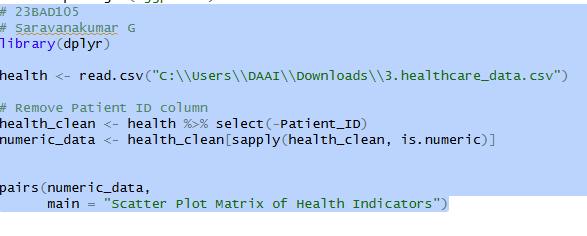 # 23BAD105
# Saravanakumar G
library(dplyr)
health <- read.csv("C:\\Users\\DAAI\\Downloads\\3.healthcare_data.csv")
# Remove Patient ID column
health_clean <- health %>% select(-Patient_ID)
numeric_data <- health_clean[sapply(health_clean, is.numeric)]
pairs(numeric_data,
      main = "Scatter Plot Matrix of Health Indicators")